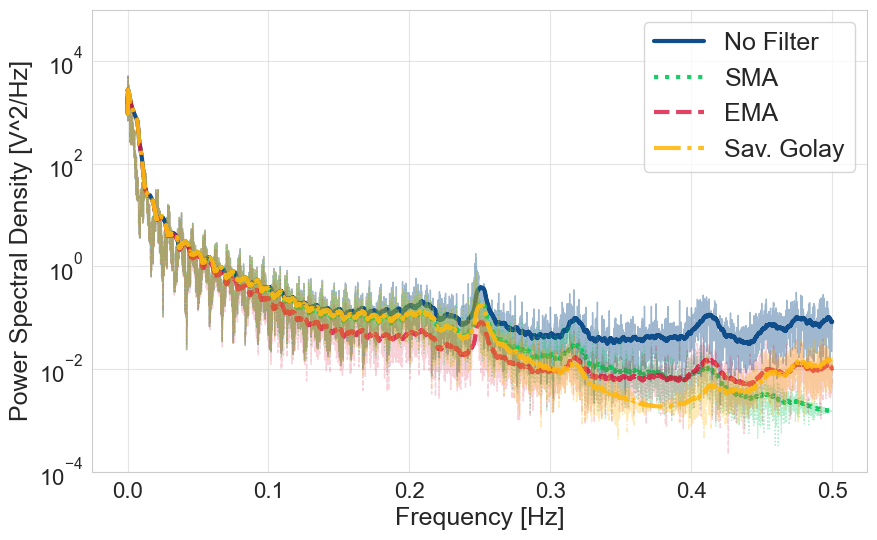 Power Spectral Density [V^2/Hz]
10^4
10^2
10^0
10^−2
10^−4
No Filter
SMA
EMA
Sav. Golay
0.0 0.1 0.2 0.3 0.4 0.5
Frequency [Hz]